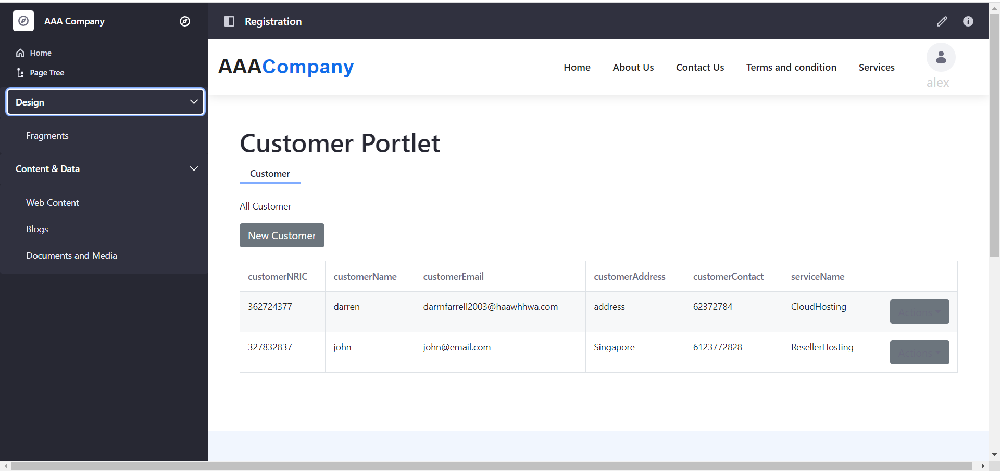 AAA Company
Home
Page Tree
Design
Fragments
Content & Data
Web Content
Blogs
Documents and Media
Registration
AAACompany
Home About Us Contact Us Terms and condition Services
alex
Customer Portlet
Customer
All Customer
New Customer
customerNRIC customerName customerEmail customerAddress customerContact serviceName
362724377 darren darrnfarrell2003@haawhhwa.com address 62372784 CloudHosting Actions
327832837 john john@email.com Singapore 6123772828 ResellerHosting Actions